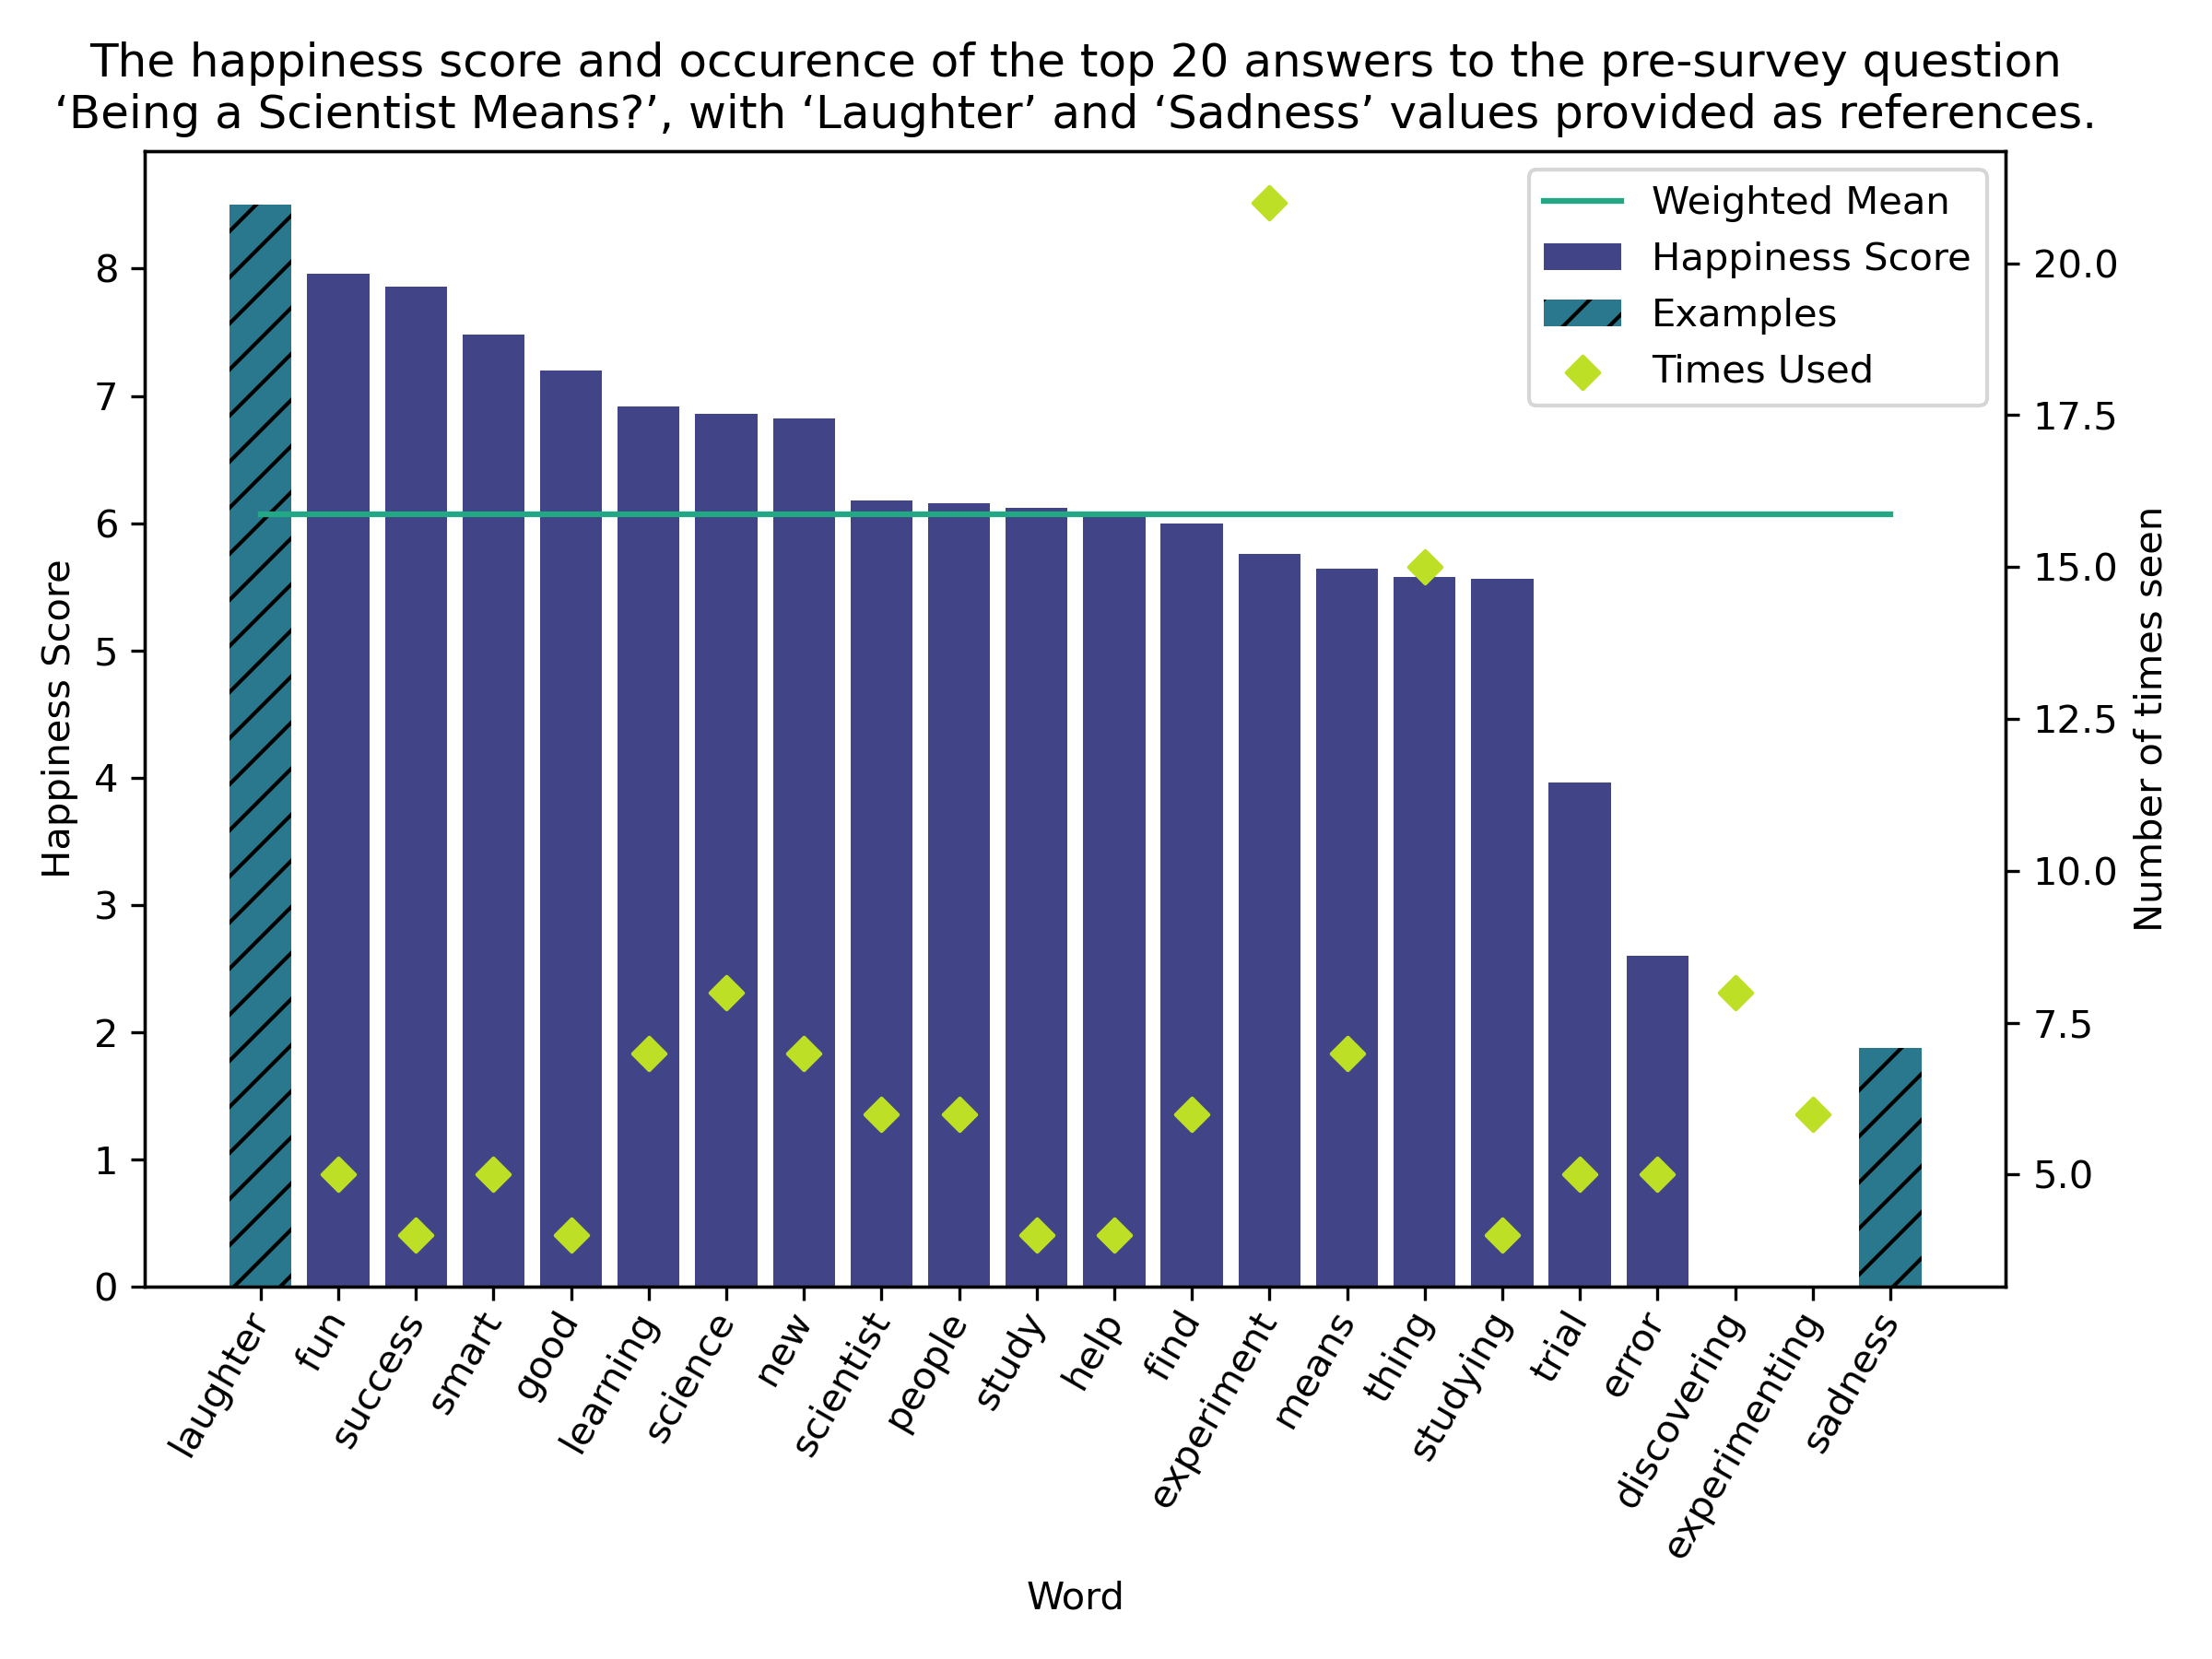 The happiness score and occurence of the top 20 answers to the pre-survey question
‘Being a Scientist Means?’, with ‘Laughter’ and ‘Sadness’ values provided as references.
Weighted Mean
Happiness Score
Examples
Times Used
Happiness Score
8
7
6
5
4
3
2
1
0
20.0
17.5
15.0
12.5
10.0
7.5
5.0
Number of times seen
laughter
fun
success
smart
good
learning
science
new
scientist
people
study
help
find
experiment
means
thing
studying
trial
error
discovering
experimenting
sadness
Word